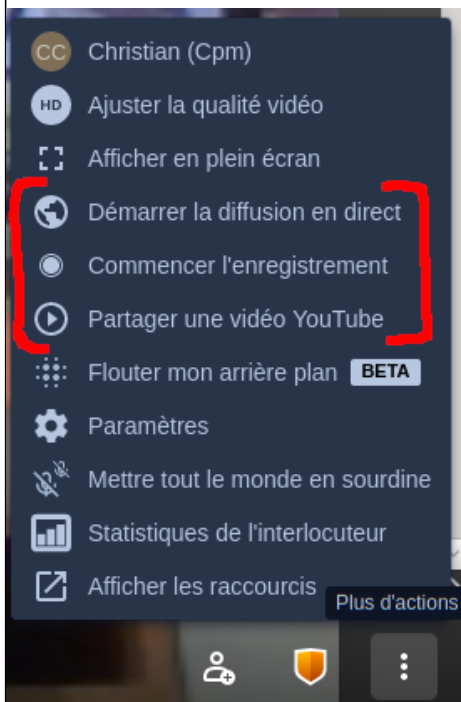 CC Christian (Cpm)
HD Ajuster la qualité vidéo
Afficher en plein écran
Démarrer la diffusion en direct
Commencer l'enregistrement
Partager une vidéo YouTube
Flouter mon arrière plan BETA
Paramètres
Mettre tout le monde en sourdine
Statistiques de l'interlocuteur
Afficher les raccourcis
Plus d'actions